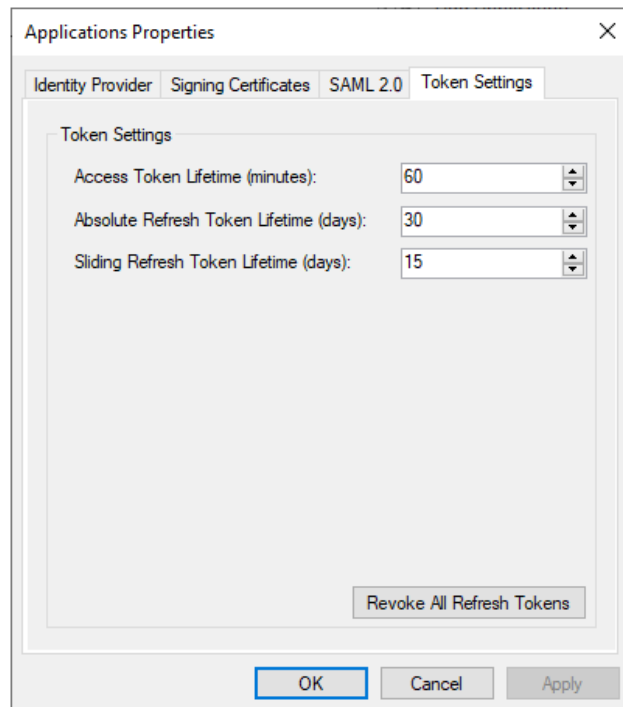 Applications Properties
Identity Provider Signing Certificates SAML 2.0 Token Settings
Token Settings
Access Token Lifetime (minutes): 60
Absolute Refresh Token Lifetime (days): 30
Sliding Refresh Token Lifetime (days): 15
Revoke All Refresh Tokens
OK Cancel Apply